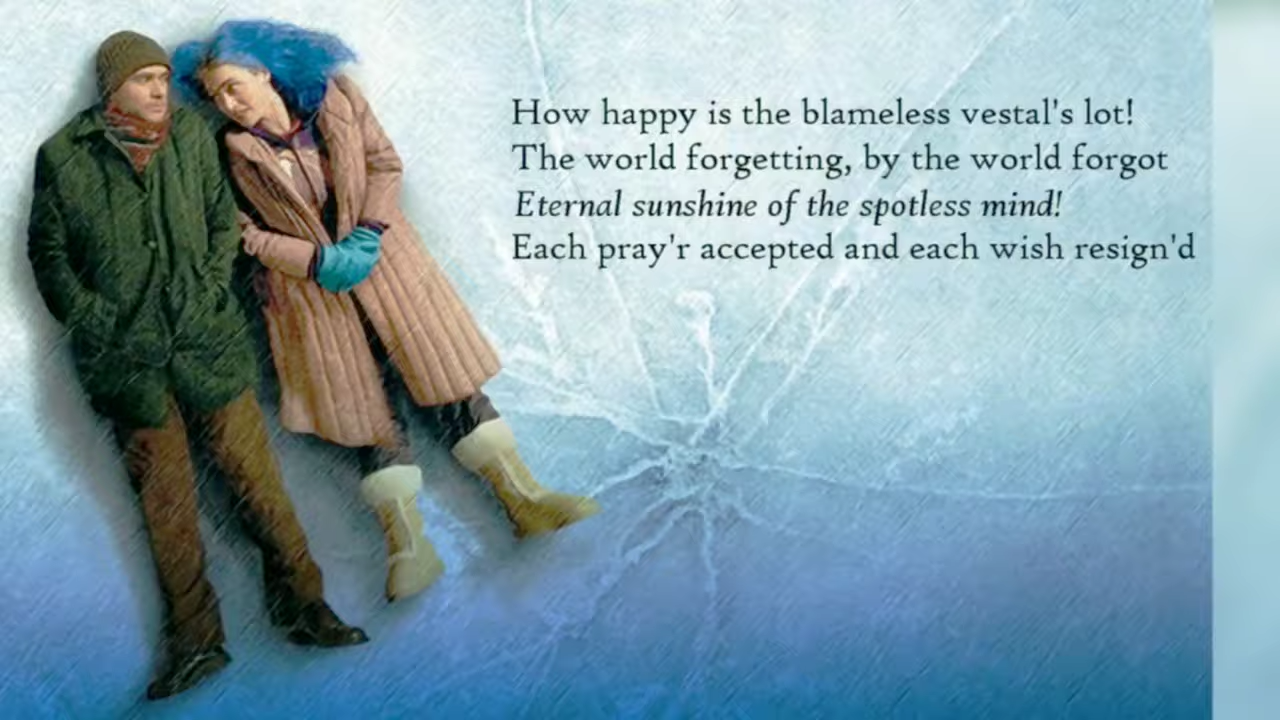 How happy is the blameless vestal's lot!
The world forgetting, by the world forgot
Eternal sunshine of the spotless mind!
Each pray'r accepted and each wish resign'd